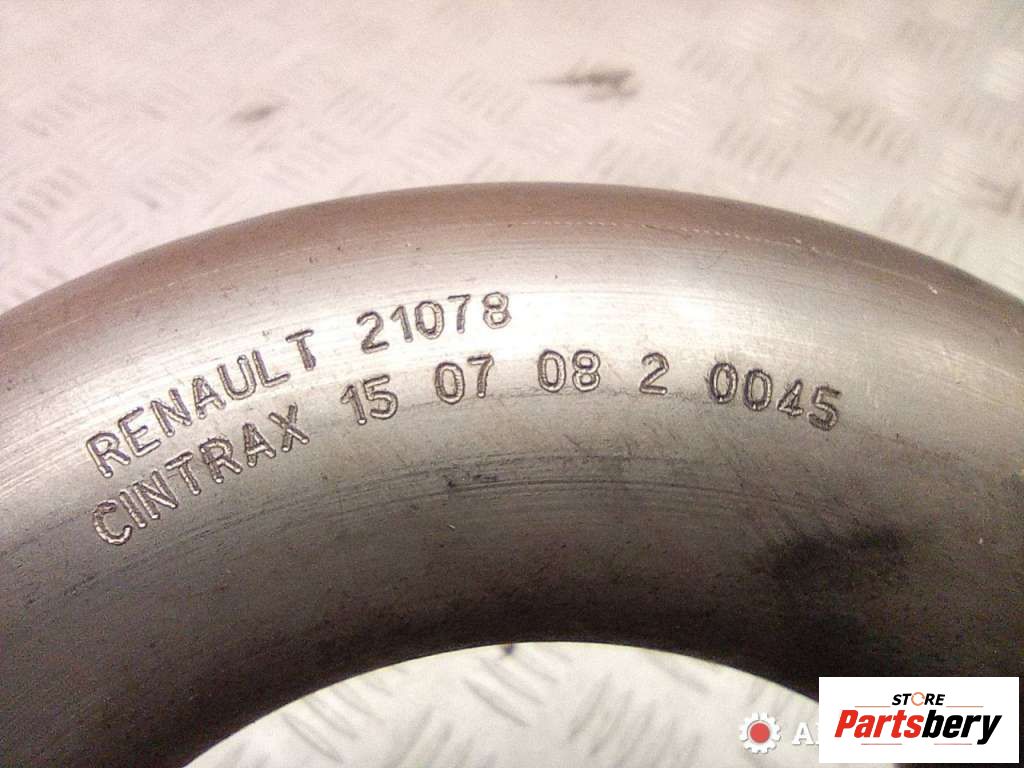 RENAULT 21078
CINTRAX 15 07 08 2 0045
STORE
Partsbery